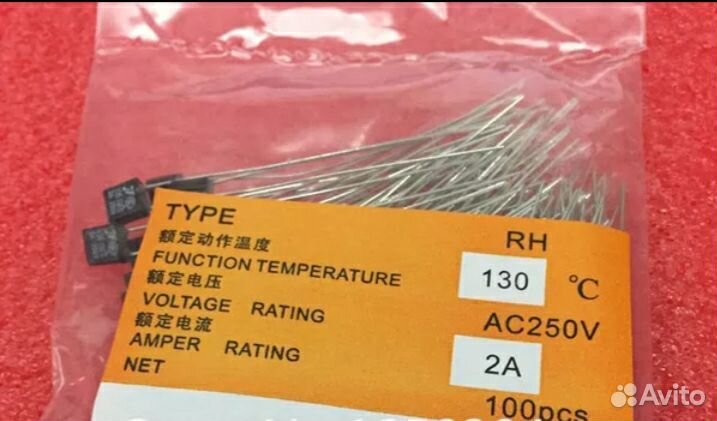 TYPE RH
额定动作温度
FUNCTION TEMPERATURE 130 ℃
额定电压
VOLTAGE RATING AC250V
额定电流
AMPER RATING 2A
NET 100pcs
Avito